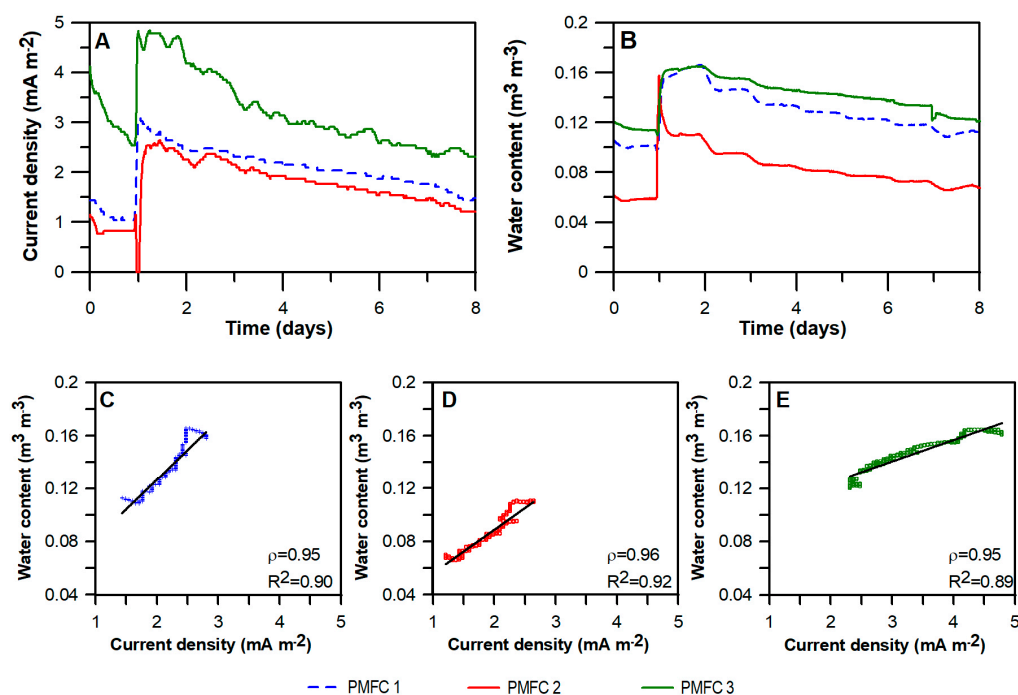 A
Current density (mA m-2)
5
4
3
2
1
0
0 2 4 6 8
Time (days)
B
Water content (m3 m-3)
0.2
0.16
0.12
0.08
0.04
0
0 2 4 6 8
Time (days)
C
Water content (m3 m-3)
0.2
0.16
0.12
0.08
0.04
ρ=0.95
R2=0.90
1 2 3 4 5
Current density (mA m-2)
D
Water content (m3 m-3)
0.2
0.16
0.12
0.08
0.04
ρ=0.96
R2=0.92
1 2 3 4 5
Current density (mA m-2)
E
Water content (m3 m-3)
0.2
0.16
0.12
0.08
0.04
ρ=0.95
R2=0.89
1 2 3 4 5
Current density (mA m-2)
PMFC 1 PMFC 2 PMFC 3